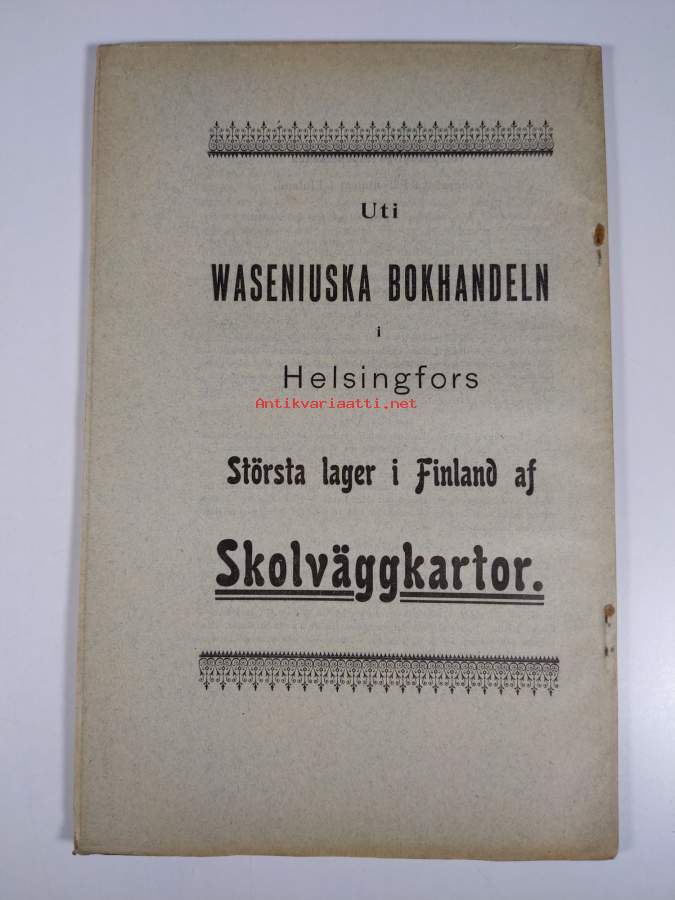 Uti
WASENIUSKA BOKHANDELN
i
Helsingfors
Antikvariaatti.net
Största lager i Finland af
Skolväggkartor.